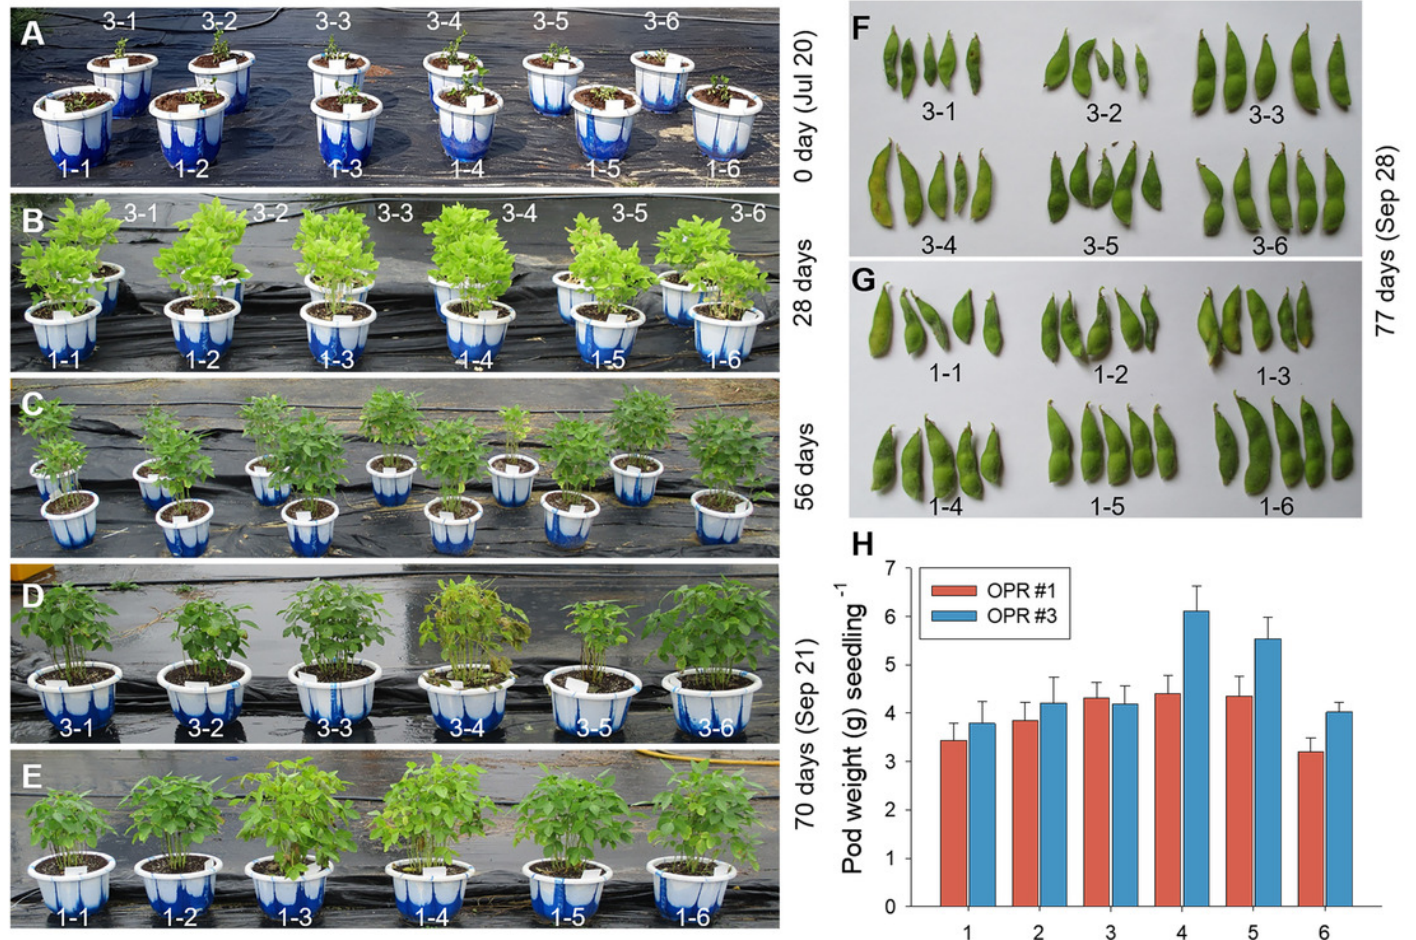 A
3-1 3-2 3-3 3-4 3-5 3-6
1-1 1-2 1-3 1-4 1-5 1-6
0 day (Jul 20)
B
3-1 3-2 3-3 3-4 3-5 3-6
1-1 1-2 1-3 1-4 1-5 1-6
28 days
C
56 days
D
3-1 3-2 3-3 3-4 3-5 3-6
E
1-1 1-2 1-3 1-4 1-5 1-6
70 days (Sep 21)
F
3-1 3-2 3-3
3-4 3-5 3-6
G
1-1 1-2 1-3
1-4 1-5 1-6
77 days (Sep 28)
H
OPR #1
OPR #3
Pod weight (g) seedling-1
7
6
5
4
3
2
1
0
1 2 3 4 5 6